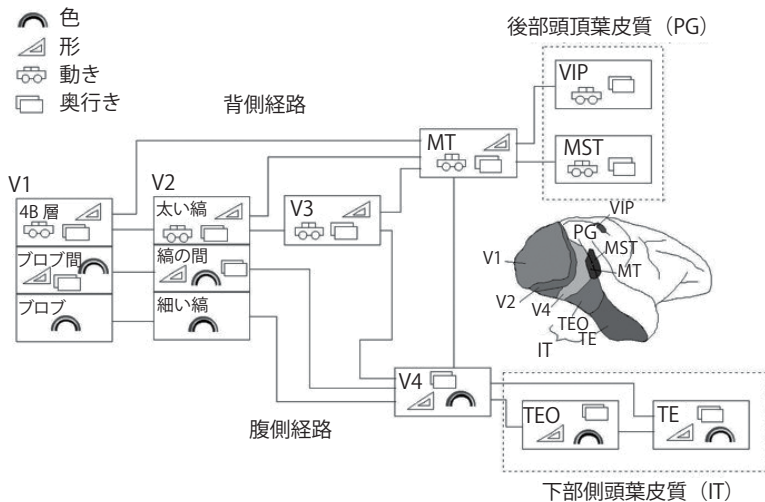 色
形
動き
奥行き
背側経路
後部頭頂葉皮質（PG）
VIP
MST
MT
V1
4B 層
ブロブ間
ブロブ
V2
太い縞
縞の間
細い縞
V3
VIP
PG
MST
MT
V1
V2
V4
TEO
TE
IT
V4
腹側経路
TEO
TE
下部側頭葉皮質（IT）